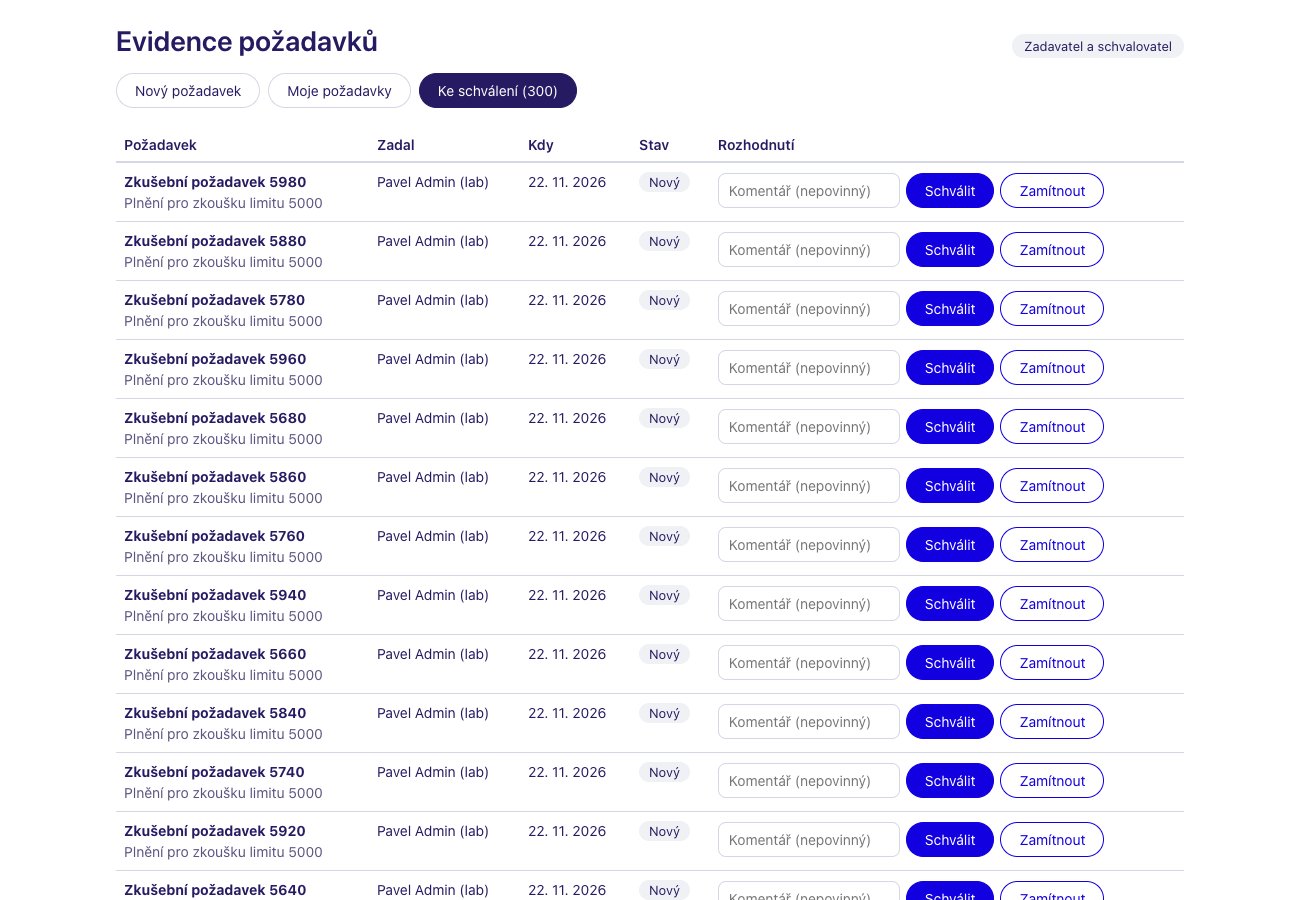 Evidence požadavků
Zadavatel a schvalovatel
Nový požadavek Moje požadavky Ke schválení (300)
Požadavek Zadal Kdy Stav Rozhodnutí
Zkušební požadavek 5980 Pavel Admin (lab) 22. 11. 2026 Nový Komentář (nepovinný) Schválit Zamítnout
Plnění pro zkoušku limitu 5000
Zkušební požadavek 5880 Pavel Admin (lab) 22. 11. 2026 Nový Komentář (nepovinný) Schválit Zamítnout
Plnění pro zkoušku limitu 5000
Zkušební požadavek 5780 Pavel Admin (lab) 22. 11. 2026 Nový Komentář (nepovinný) Schválit Zamítnout
Plnění pro zkoušku limitu 5000
Zkušební požadavek 5960 Pavel Admin (lab) 22. 11. 2026 Nový Komentář (nepovinný) Schválit Zamítnout
Plnění pro zkoušku limitu 5000
Zkušební požadavek 5680 Pavel Admin (lab) 22. 11. 2026 Nový Komentář (nepovinný) Schválit Zamítnout
Plnění pro zkoušku limitu 5000
Zkušební požadavek 5860 Pavel Admin (lab) 22. 11. 2026 Nový Komentář (nepovinný) Schválit Zamítnout
Plnění pro zkoušku limitu 5000
Zkušební požadavek 5760 Pavel Admin (lab) 22. 11. 2026 Nový Komentář (nepovinný) Schválit Zamítnout
Plnění pro zkoušku limitu 5000
Zkušební požadavek 5940 Pavel Admin (lab) 22. 11. 2026 Nový Komentář (nepovinný) Schválit Zamítnout
Plnění pro zkoušku limitu 5000
Zkušební požadavek 5660 Pavel Admin (lab) 22. 11. 2026 Nový Komentář (nepovinný) Schválit Zamítnout
Plnění pro zkoušku limitu 5000
Zkušební požadavek 5840 Pavel Admin (lab) 22. 11. 2026 Nový Komentář (nepovinný) Schválit Zamítnout
Plnění pro zkoušku limitu 5000
Zkušební požadavek 5740 Pavel Admin (lab) 22. 11. 2026 Nový Komentář (nepovinný) Schválit Zamítnout
Plnění pro zkoušku limitu 5000
Zkušební požadavek 5920 Pavel Admin (lab) 22. 11. 2026 Nový Komentář (nepovinný) Schválit Zamítnout
Plnění pro zkoušku limitu 5000
Zkušební požadavek 5640 Pavel Admin (lab) 22. 11. 2026 Nový Komentář (nepovinný) Schválit Zamítnout